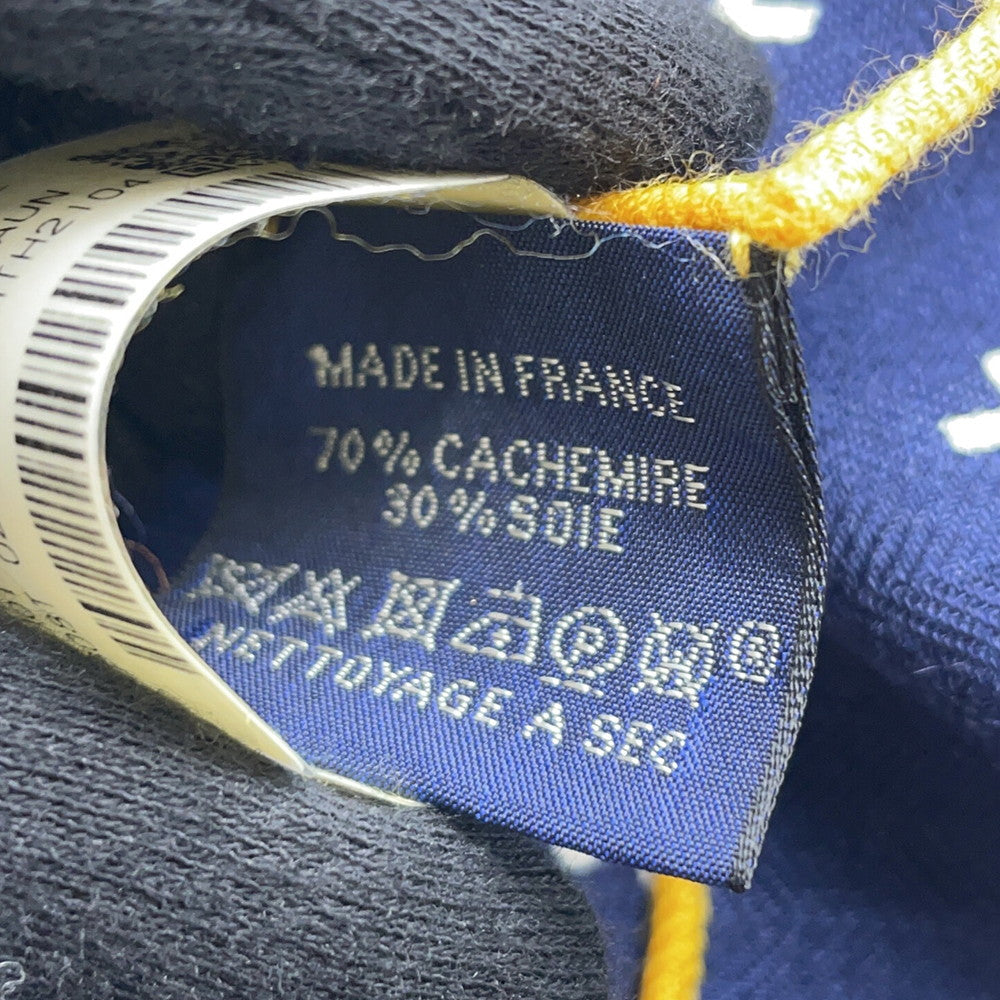 MADE IN FRANCE
70% CACHEMIRE
30% SOIE
P
NETTOYAGE A SEC